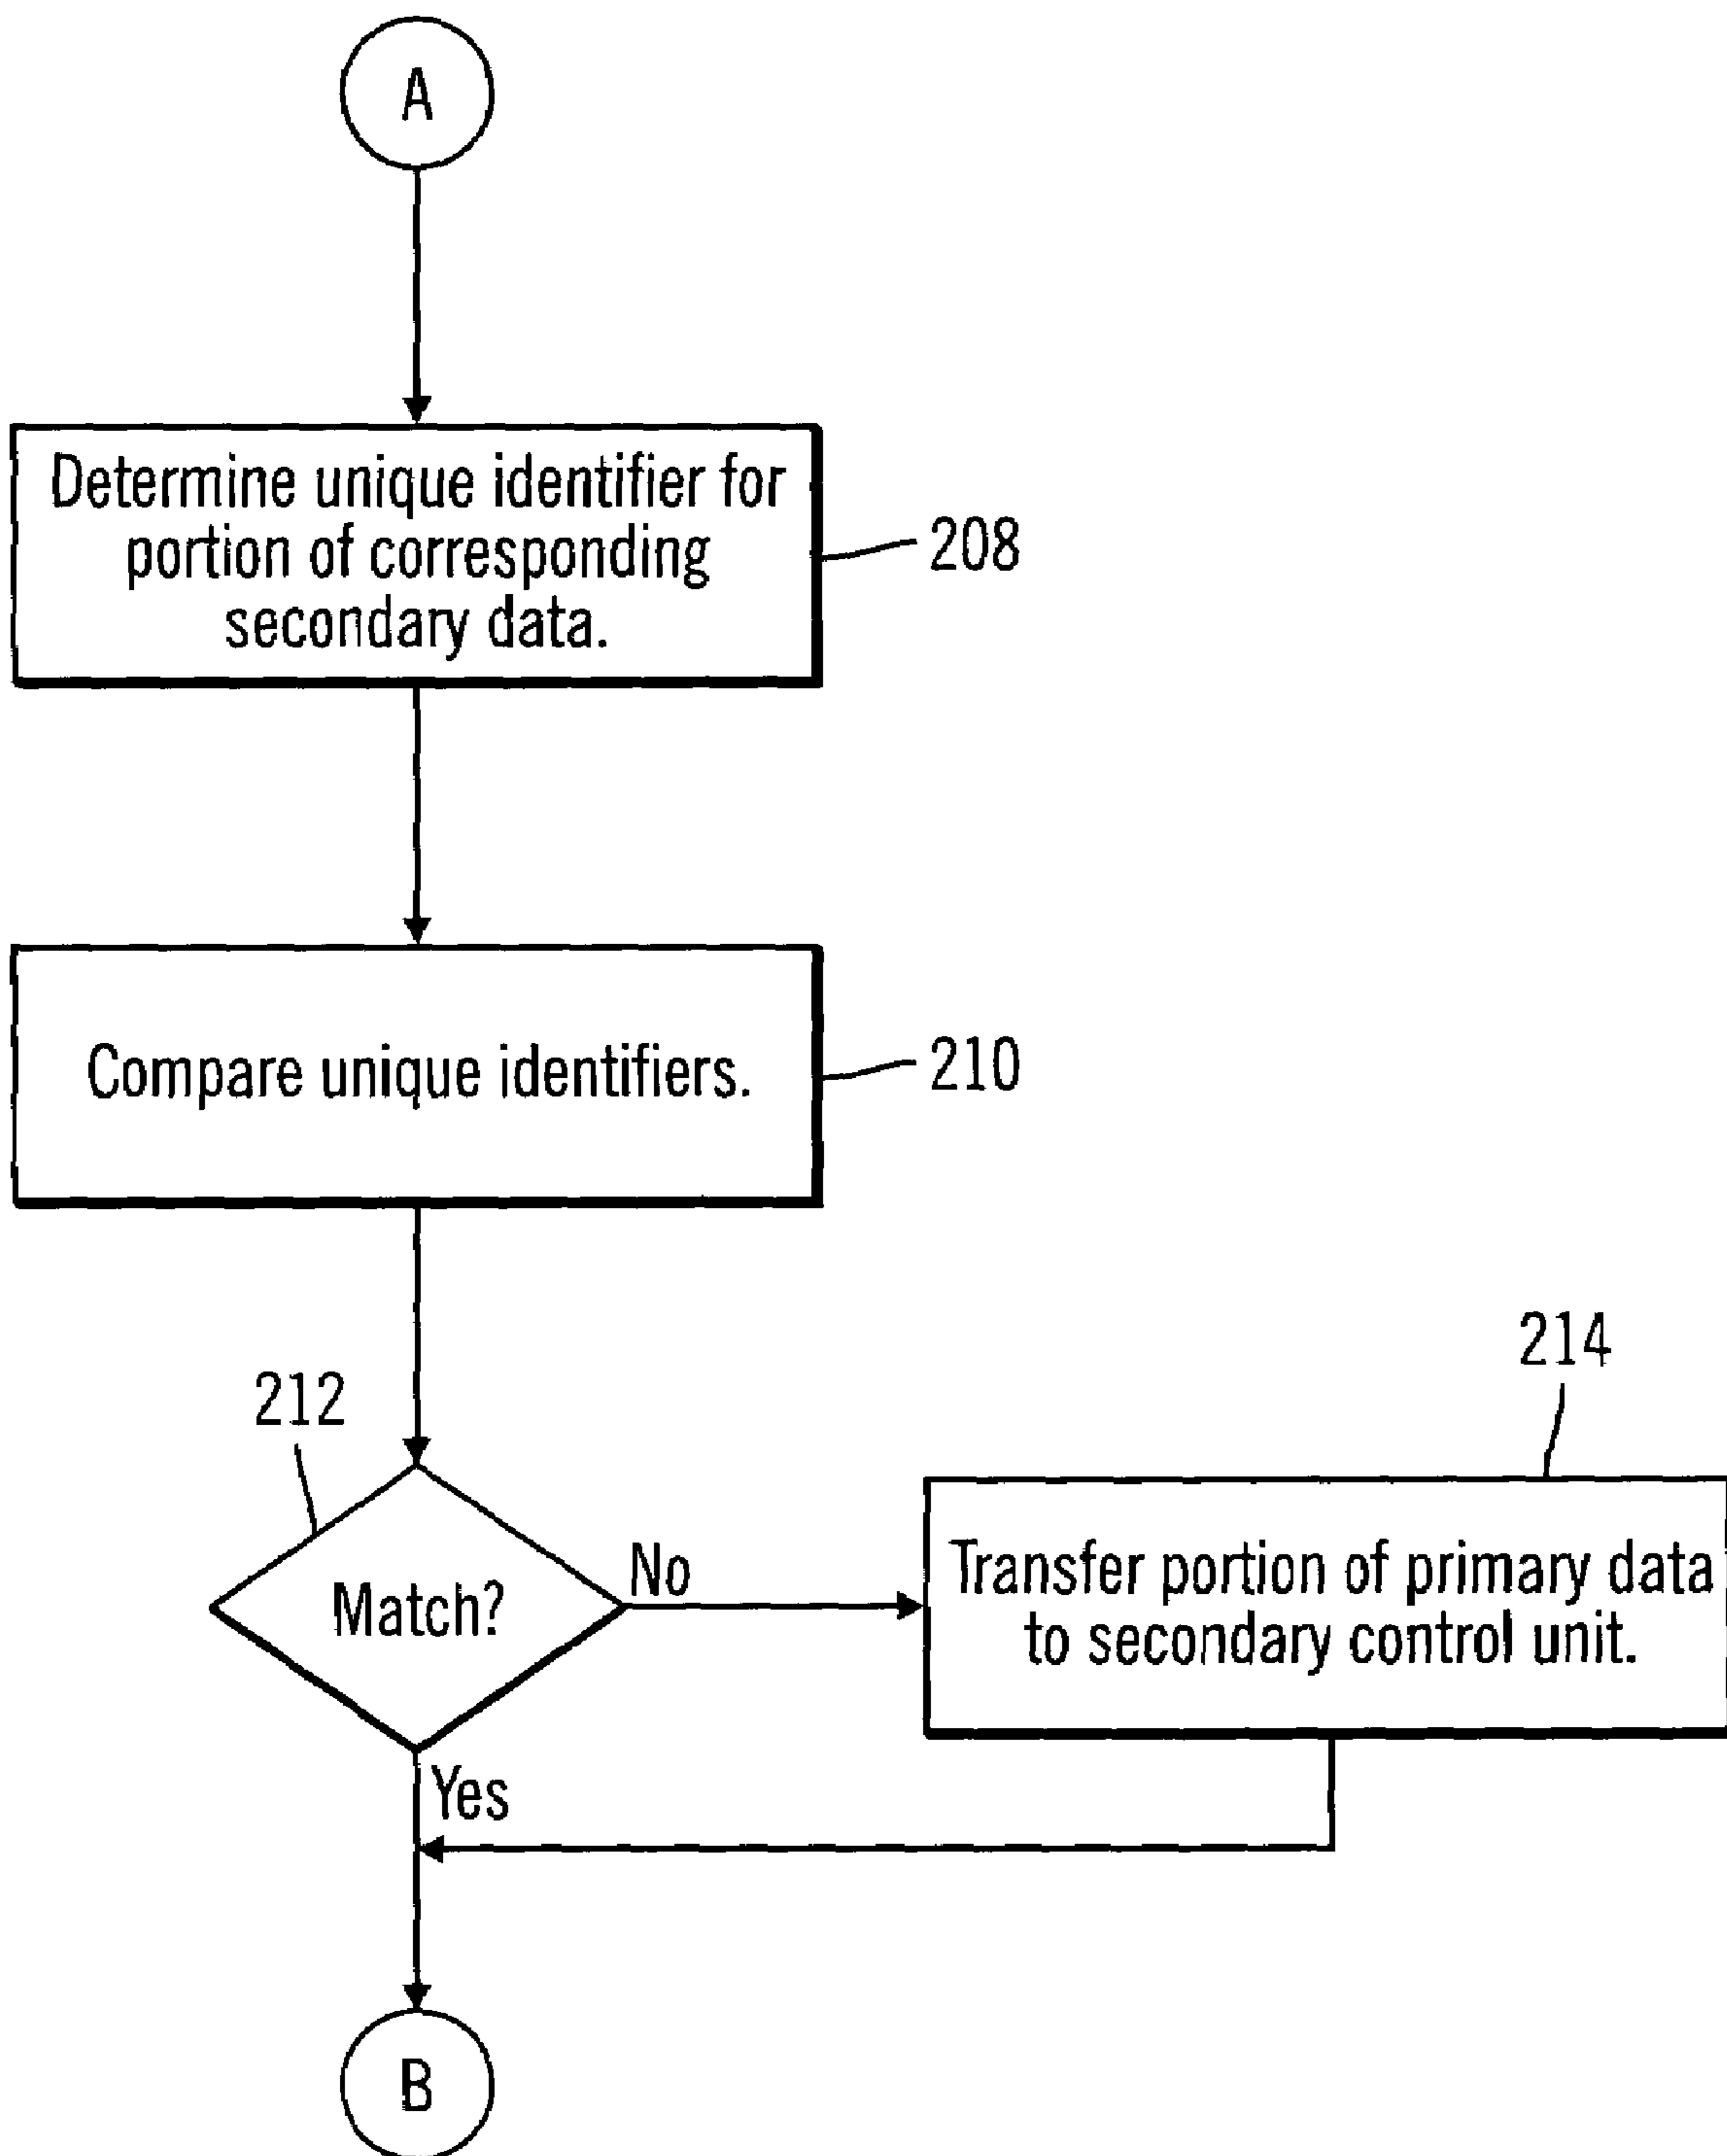 A
Determine unique identifier for
portion of corresponding
secondary data.
208
Compare unique identifiers.
210
212
Match?
No
Yes
214
Transfer portion of primary data
to secondary control unit.
B